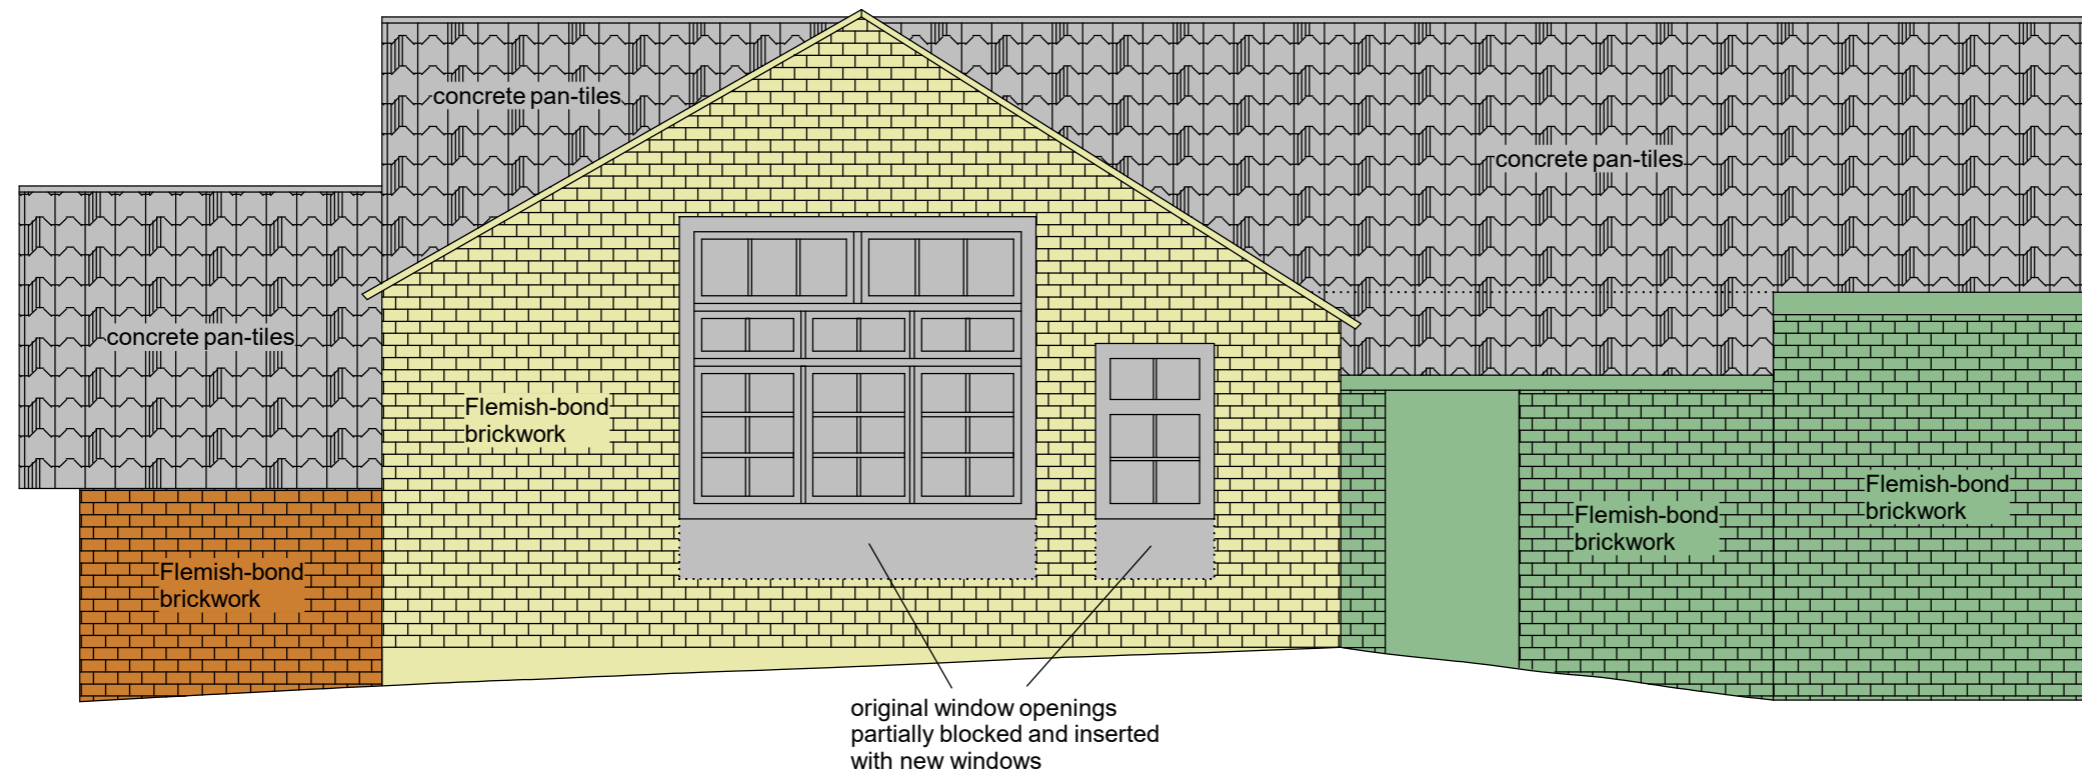 concrete pan-tiles
concrete pan-tiles
concrete pan-tiles
Flemish-bond
brickwork
Flemish-bond
brickwork
Flemish-bond
brickwork
Flemish-bond
brickwork
original window openings
partially blocked and inserted
with new windows